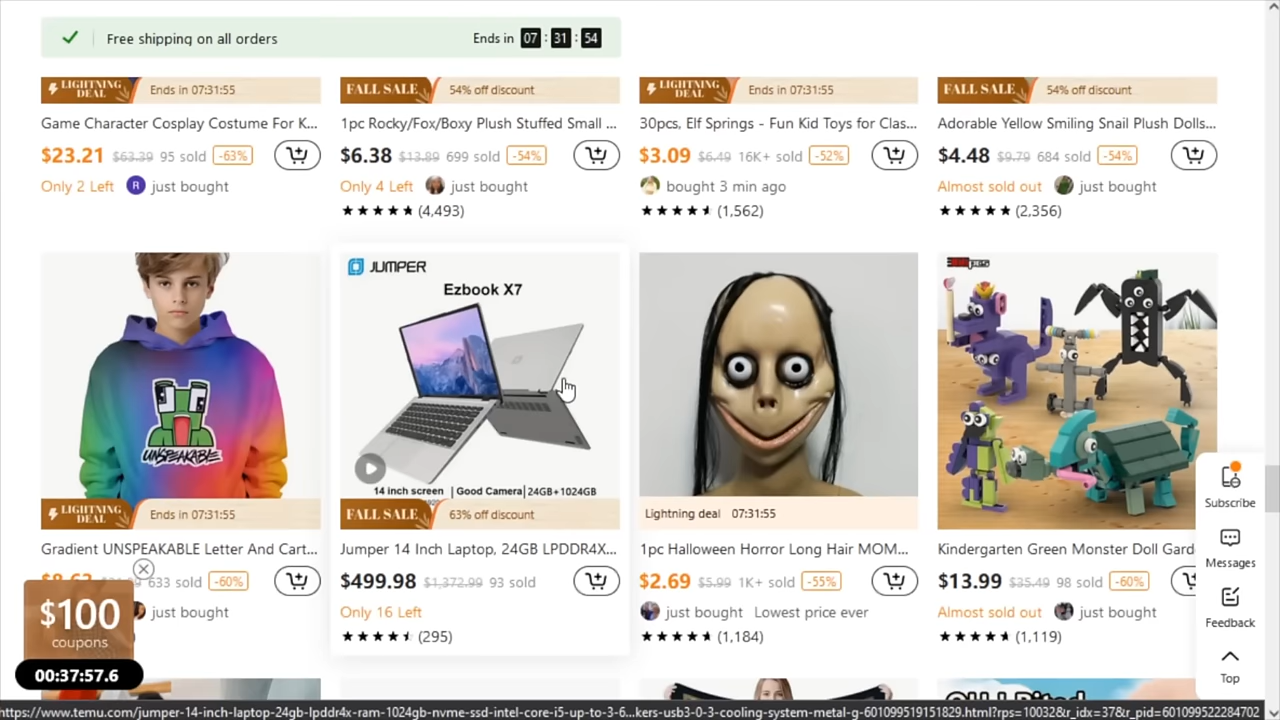 Free shipping on all orders
Ends in 07 : 31 : 54
LIGHTNING DEAL Ends in 07:31:55
FALL SALE 54% off discount
LIGHTNING DEAL Ends in 07:31:55
FALL SALE 54% off discount
Game Character Cosplay Costume For K...
1pc Rocky/Fox/Boxy Plush Stuffed Small ...
30pcs, Elf Springs - Fun Kid Toys for Clas...
Adorable Yellow Smiling Snail Plush Dolls...
$23.21 $63.39 95 sold -63%
$6.38 $13.89 699 sold -54%
$3.09 $6.49 16K+ sold -52%
$4.48 $9.79 684 sold -54%
Only 2 Left R just bought
Only 4 Left just bought
bought 3 min ago
Almost sold out just bought
(4,493)
(1,562)
(2,356)
UNSPEAKABLE
JUMPER
Ezbook X7
14 inch screen | Good Camera | 24GB+1024GB
LIGHTNING DEAL Ends in 07:31:55
FALL SALE 63% off discount
Lightning deal 07:31:55
Gradient UNSPEAKABLE Letter And Cart...
Jumper 14 Inch Laptop, 24GB LPDDR4X...
1pc Halloween Horror Long Hair MOM...
Kindergarten Green Monster Doll Gard
633 sold -60%
$499.98 $1,372.99 93 sold
$2.69 $5.99 1K+ sold -55%
$13.99 $35.49 98 sold -60%
just bought
Only 16 Left
just bought Lowest price ever
Almost sold out just bought
(295)
(1,184)
(1,119)
$100
coupons
00:37:57.6
Subscribe
Messages
Feedback
Top
https://www.temu.com/jumper-14-inch-laptop-24gb-lpddr4x-ram-1024gb-nvme-ssd-intel-core-i5-up-to-3-6...kers-usb3-0-3-cooling-system-metal-g-601099519151829.html?rps=10032&r_idx=37&r_pid=601099522284702